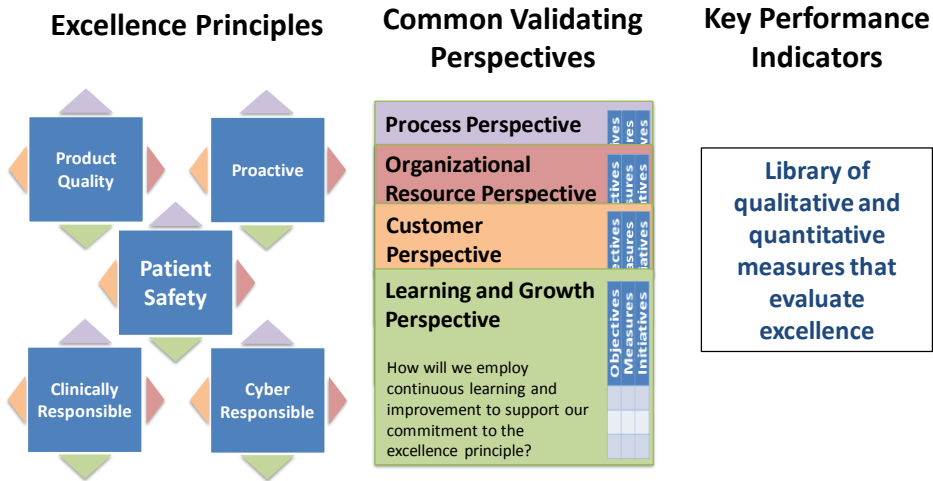 Excellence Principles
Product
Quality
Proactive
Patient
Safety
Clinically
Responsible
Cyber
Responsible
Common Validating
Perspectives
Process Perspective
Organizational
Resource Perspective
Customer
Perspective
Learning and Growth
Perspective
Objectives
Measures
Initiatives
How will we employ
continuous learning and
improvement to support our
commitment to the
excellence principle?
Key Performance
Indicators
Library of
qualitative and
quantitative
measures that
evaluate
excellence